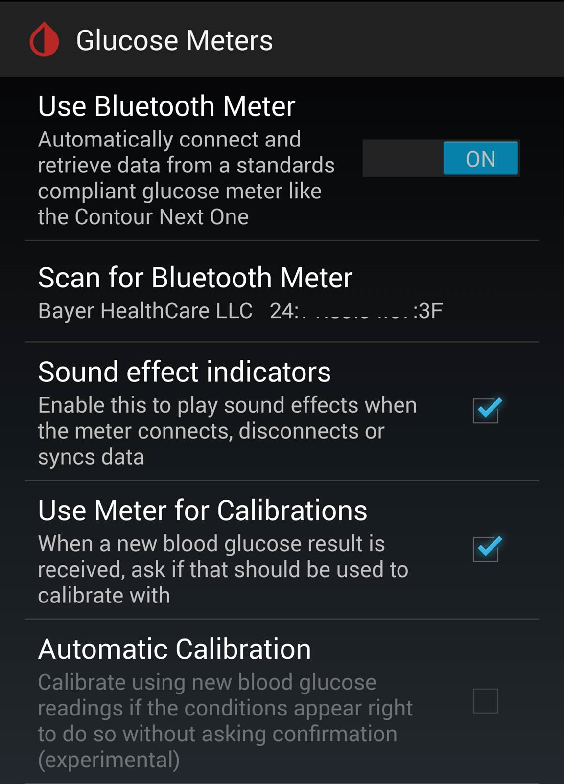 Glucose Meters
Use Bluetooth Meter
Automatically connect and
retrieve data from a standards
compliant glucose meter like
the Contour Next One
ON
Scan for Bluetooth Meter
Bayer HealthCare LLC 24: :3F
Sound effect indicators
Enable this to play sound effects when
the meter connects, disconnects or
syncs data
Use Meter for Calibrations
When a new blood glucose result is
received, ask if that should be used to
calibrate with
Automatic Calibration
Calibrate using new blood glucose
readings if the conditions appear right
to do so without asking confirmation
(experimental)